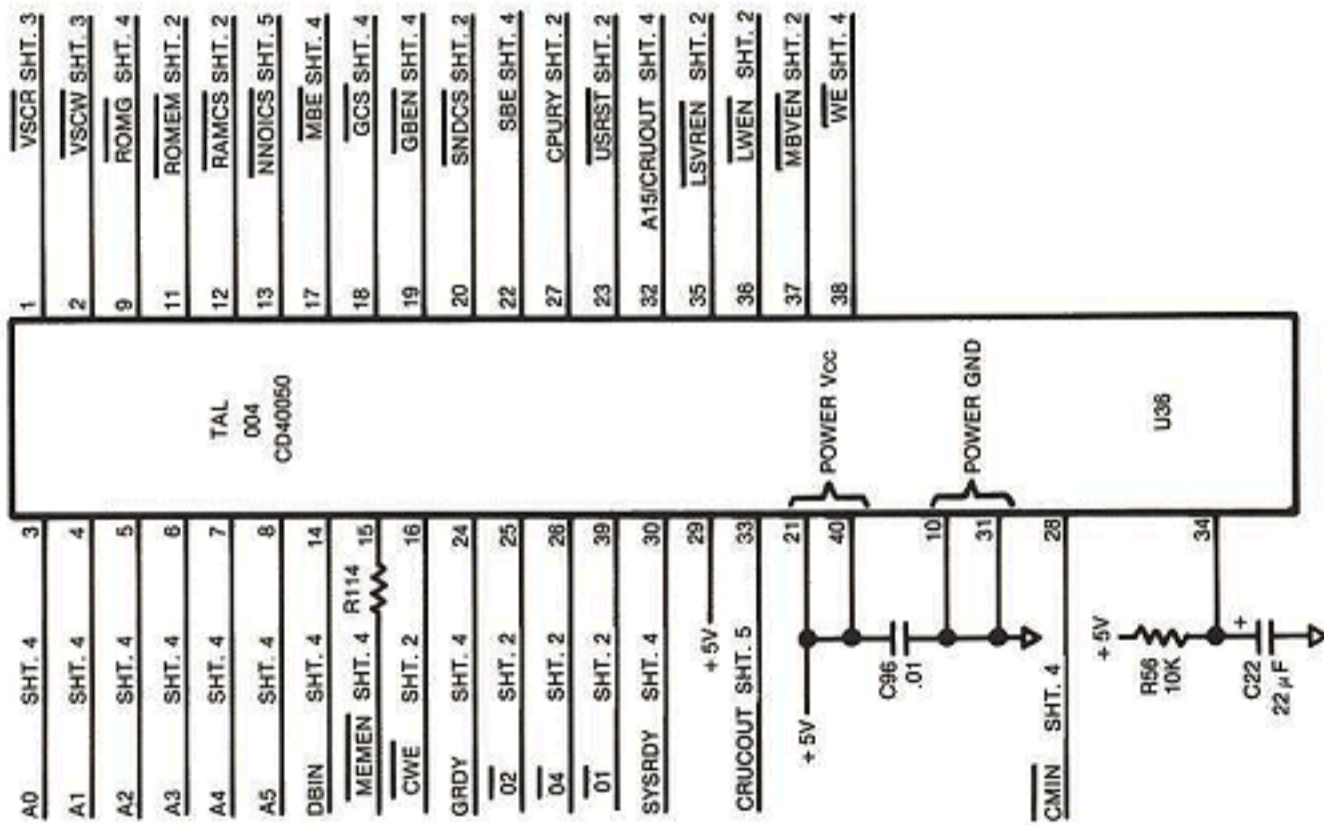 A0 SHT. 4 3
A1 SHT. 4 4
A2 SHT. 4 5
A3 SHT. 4 6
A4 SHT. 4 7
A5 SHT. 4 8
DBIN SHT. 4 14
MEMEN SHT. 4 R114 15
CWE SHT. 2 16
GRDY SHT. 4 24
02 SHT. 2 25
04 SHT. 2 26
01 SHT. 2 39
SYSRDY SHT. 4 30
+5V 29
CRUCOUT SHT. 5 33
+5V 21
40
C96
.01
10
31
CMIN SHT. 4 28
+5V
R56
10K
34
C22
+
22 µF
TAL
004
CD40050
POWER Vcc
POWER GND
U36
1 VSCR SHT. 3
2 VSCW SHT. 3
9 ROMG SHT. 4
11 ROMEM SHT. 2
12 RAMCS SHT. 2
13 NNOICS SHT. 5
17 MBE SHT. 4
18 GCS SHT. 4
19 GBEN SHT. 4
20 SNDCS SHT. 2
22 SBE SHT. 4
27 CPURY SHT. 2
23 USRST SHT. 2
32 A15/CRUOUT SHT. 4
35 LSVREN SHT. 2
36 LWEN SHT. 2
37 MBVEN SHT. 2
38 WE SHT. 4